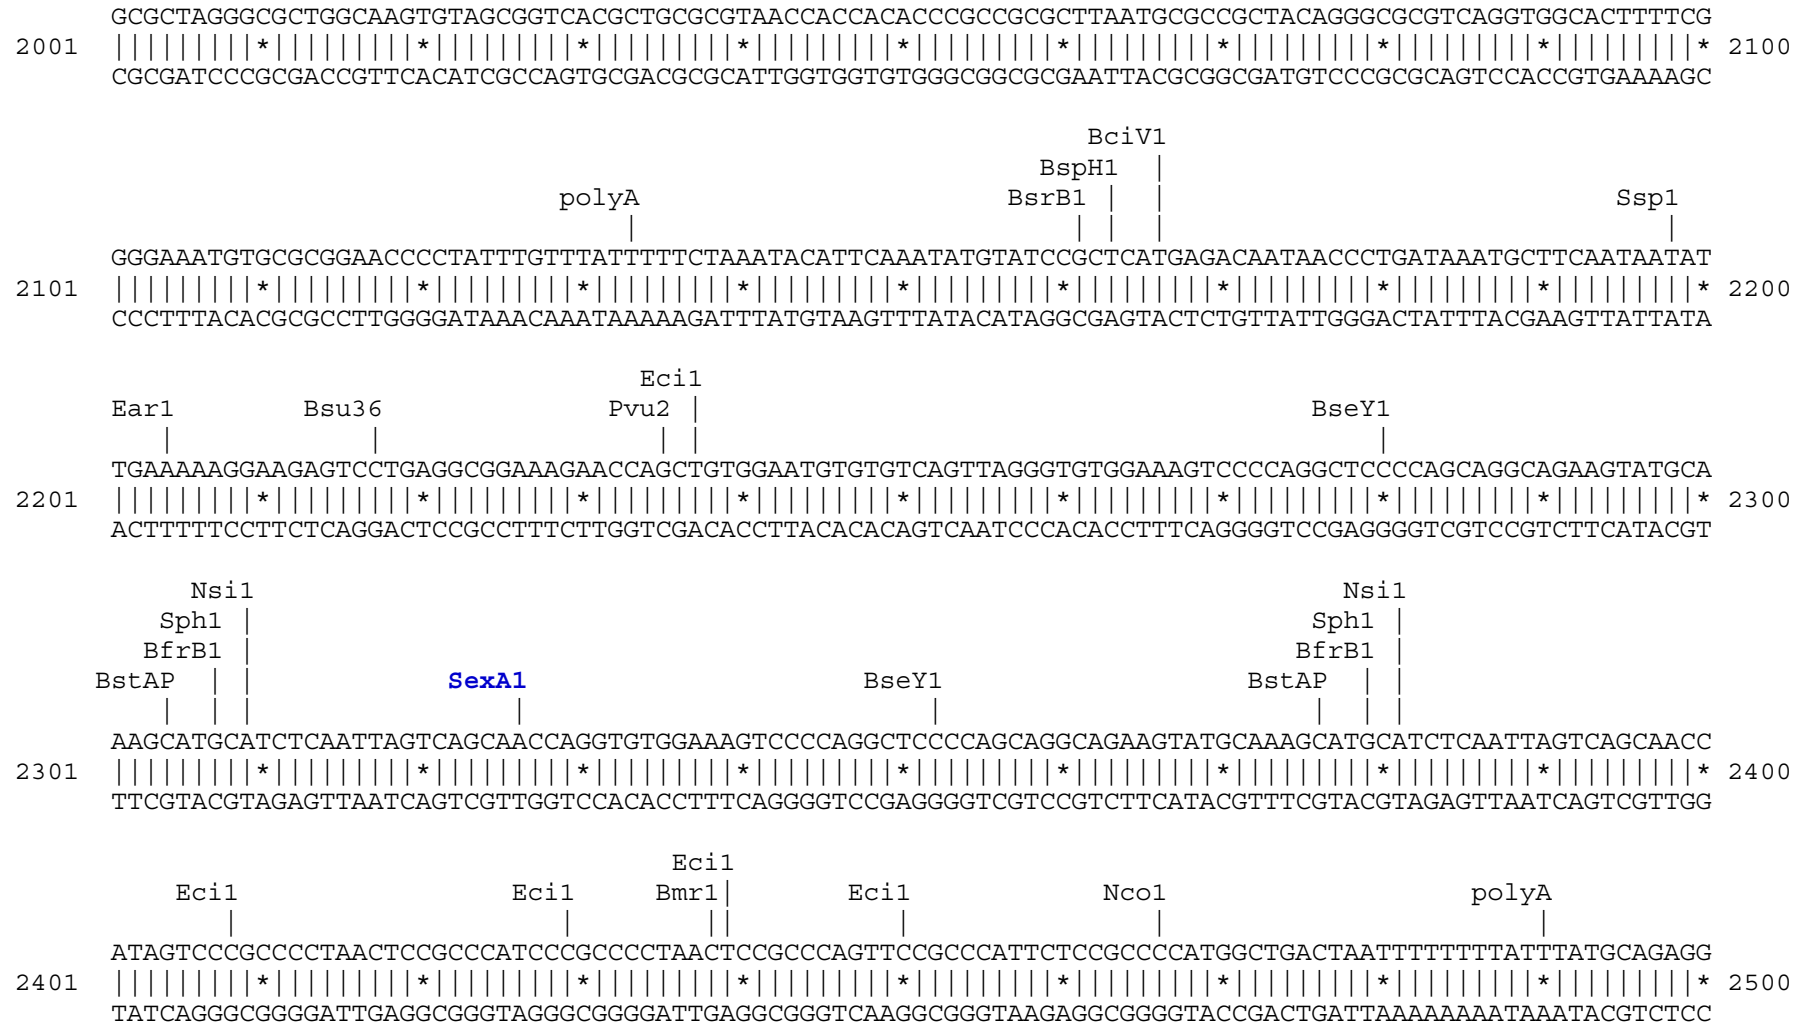 GCGCTAGGGCGCTGGCAAGTGTAGCGGTCACGCTGCGCGTAACCACCACACCCGCCGCGCTTAATGCGCCGCTACAGGGCGCGTCAGGTGGCACTTTTCG
2001 |||||||||*|||||||||*|||||||||*|||||||||*|||||||||*|||||||||*|||||||||*|||||||||*|||||||||*|||||||||* 2100
CGCGATCCCGCGACCGTTCACATCGCCAGTGCGACGCGCATTGGTGGTGTGGGCGGCGCGAATTACGCGGCGATGTCCCGCGCAGTCCACCGTGAAAAGC
BciV1
BspH1 |
polyA BsrB1 | | Ssp1
| | | | |
GGGAAATGTGCGCGGAACCCCTATTTGTTTATTTTTCTAAATACATTCAAATATGTATCCGCTCATGAGACAATAACCCTGATAAATGCTTCAATAATAT
2101 |||||||||*|||||||||*|||||||||*|||||||||*|||||||||*|||||||||*|||||||||*|||||||||*|||||||||*|||||||||* 2200
CCCTTTACACGCGCCTTGGGGATAAACAAATAAAAAGATTTATGTAAGTTTATACATAGGCGAGTACTCTGTTATTGGGACTATTTACGAAGTTATTATA
Eci1
Ear1 Bsu36 Pvu2 | BseY1
| | | | |
TGAAAAAGGAAGAGTCCTGAGGCGGAAAGAACCAGCTGTGGAATGTGTGTCAGTTAGGGTGTGGAAAGTCCCCAGGCTCCCCAGCAGGCAGAAGTATGCA
2201 |||||||||*|||||||||*|||||||||*|||||||||*|||||||||*|||||||||*|||||||||*|||||||||*|||||||||*|||||||||* 2300
ACTTTTTCCTTCTCAGGACTCCGCCTTTCTTGGTCGACACCTTACACACAGTCAATCCCACACCTTTCAGGGGTCCGAGGGGTCGTCCGTCTTCATACGT
Nsi1 Nsi1
Sph1 | Sph1 |
BfrB1 | BfrB1 |
BstAP | | SexA1 BseY1 BstAP | |
| | | | | | | |
AAGCATGCATCTCAATTAGTCAGCAACCAGGTGTGGAAAGTCCCCAGGCTCCCCAGCAGGCAGAAGTATGCAAAGCATGCATCTCAATTAGTCAGCAACC
2301 |||||||||*|||||||||*|||||||||*|||||||||*|||||||||*|||||||||*|||||||||*|||||||||*|||||||||*|||||||||* 2400
TTCGTACGTAGAGTTAATCAGTCGTTGGTCCACACCTTTCAGGGGTCCGAGGGGTCGTCCGTCTTCATACGTTTCGTACGTAGAGTTAATCAGTCGTTGG
Eci1
Eci1 Eci1 Bmr1| Eci1 Nco1 polyA
| | || | | |
ATAGTCCCGCCCCTAACTCCGCCCATCCCGCCCCTAACTCCGCCCAGTTCCGCCCATTCTCCGCCCCATGGCTGACTAATTTTTTTTATTTATGCAGAGG
2401 |||||||||*|||||||||*|||||||||*|||||||||*|||||||||*|||||||||*|||||||||*|||||||||*|||||||||*|||||||||* 2500
TATCAGGGCGGGGATTGAGGCGGGTAGGGCGGGGATTGAGGCGGGTCAAGGCGGGTAAGAGGCGGGGTACCGACTGATTAAAAAAAATAAATACGTCTCC